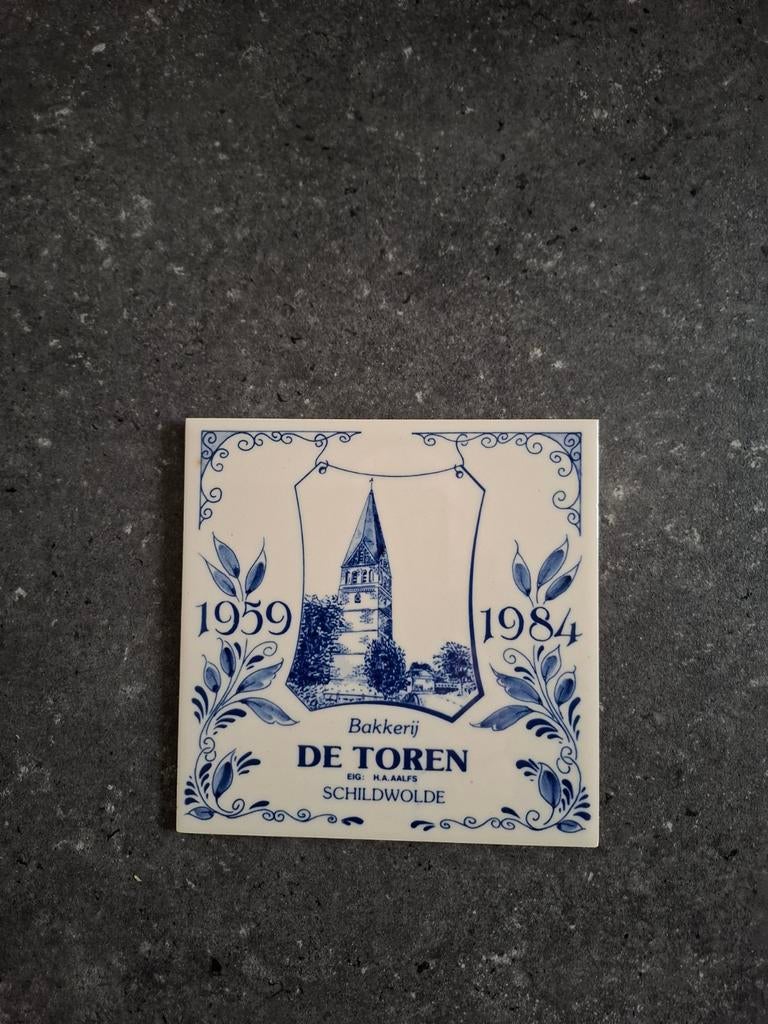 1959 1984
Bakkerij
DE TOREN
EIG: H.A.AALFS
SCHILDWOLDE